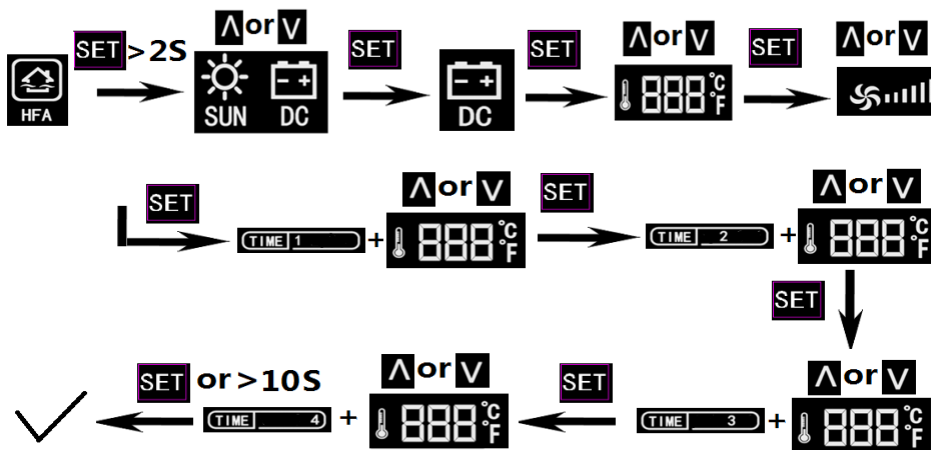 Λ or V
SET >2S SET SET Λ or V SET Λ or V
HFA SUN DC DC 888 °C °F
SET Λ or V SET Λ or V
TIME 1 + 888 °C °F TIME 2 + 888 °C °F
SET
SET or >10S Λ or V SET Λ or V
TIME 4 + 888 °C °F TIME 3 + 888 °C °F